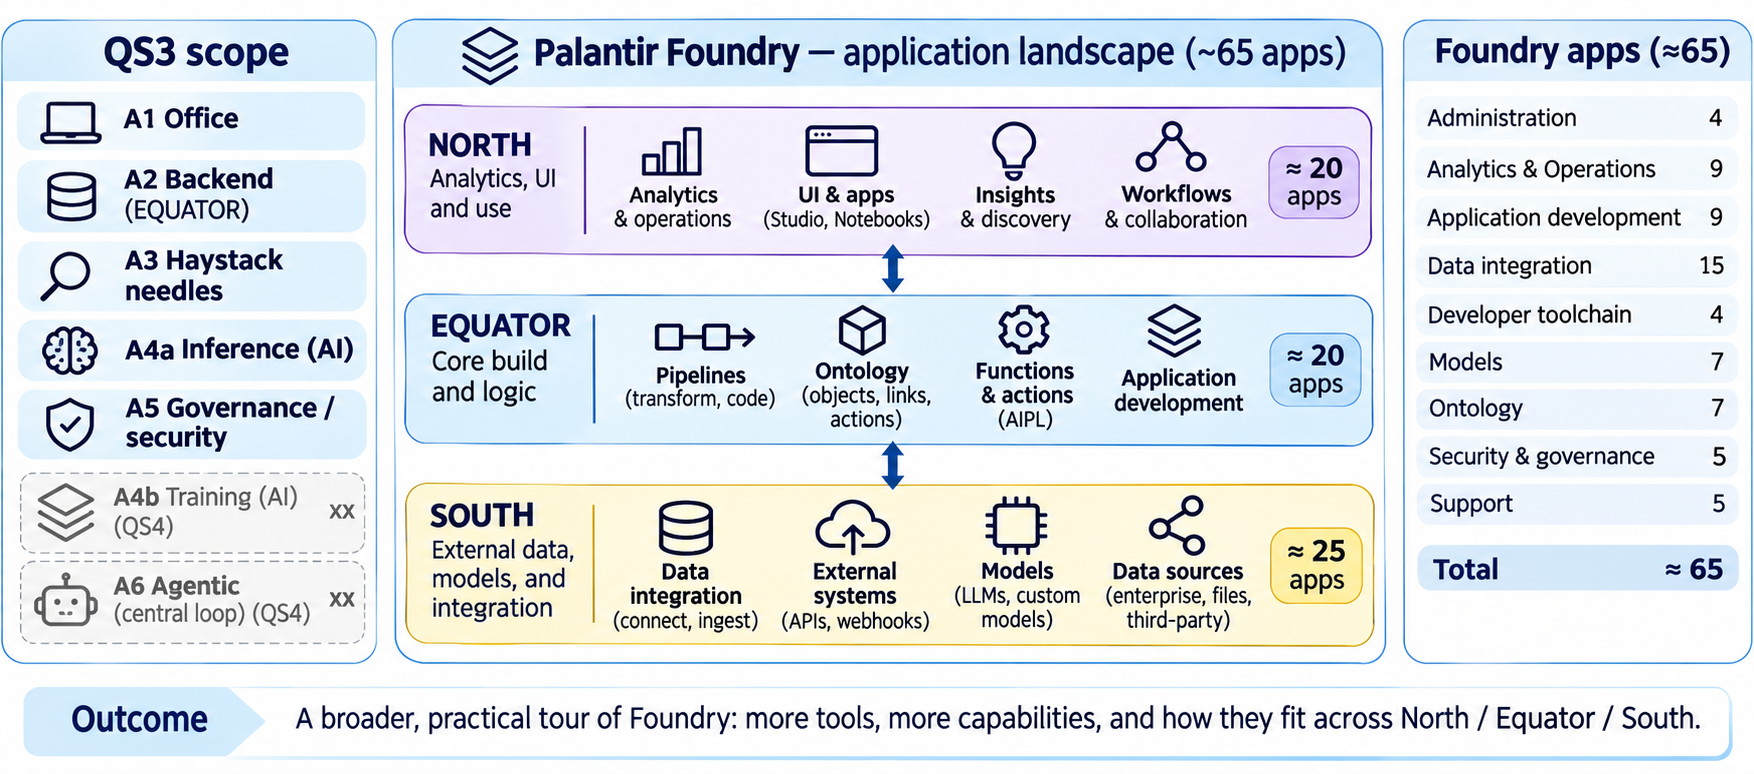 QS3 scope
A1 Office
A2 Backend
(EQUATOR)
A3 Haystack
needles
A4a Inference (AI)
A5 Governance /
security
A4b Training (AI)
(QS4)
xx
A6 Agentic
(central loop) (QS4)
xx
Palantir Foundry — application landscape (~65 apps)
NORTH
Analytics, UI
and use
Analytics
& operations
UI & apps
(Studio, Notebooks)
Insights
& discovery
Workflows
& collaboration
≈ 20
apps
EQUATOR
Core build
and logic
Pipelines
(transform, code)
Ontology
(objects, links,
actions)
Functions
& actions
(AIPL)
Application
development
≈ 20
apps
SOUTH
External data,
models, and
integration
Data
integration
(connect, ingest)
External
systems
(APIs, webhooks)
Models
(LLMs, custom
models)
Data sources
(enterprise, files,
third-party)
≈ 25
apps
Foundry apps (≈65)
Administration 4
Analytics & Operations 9
Application development 9
Data integration 15
Developer toolchain 4
Models 7
Ontology 7
Security & governance 5
Support 5
Total ≈ 65
Outcome
A broader, practical tour of Foundry: more tools, more capabilities, and how they fit across North / Equator / South.